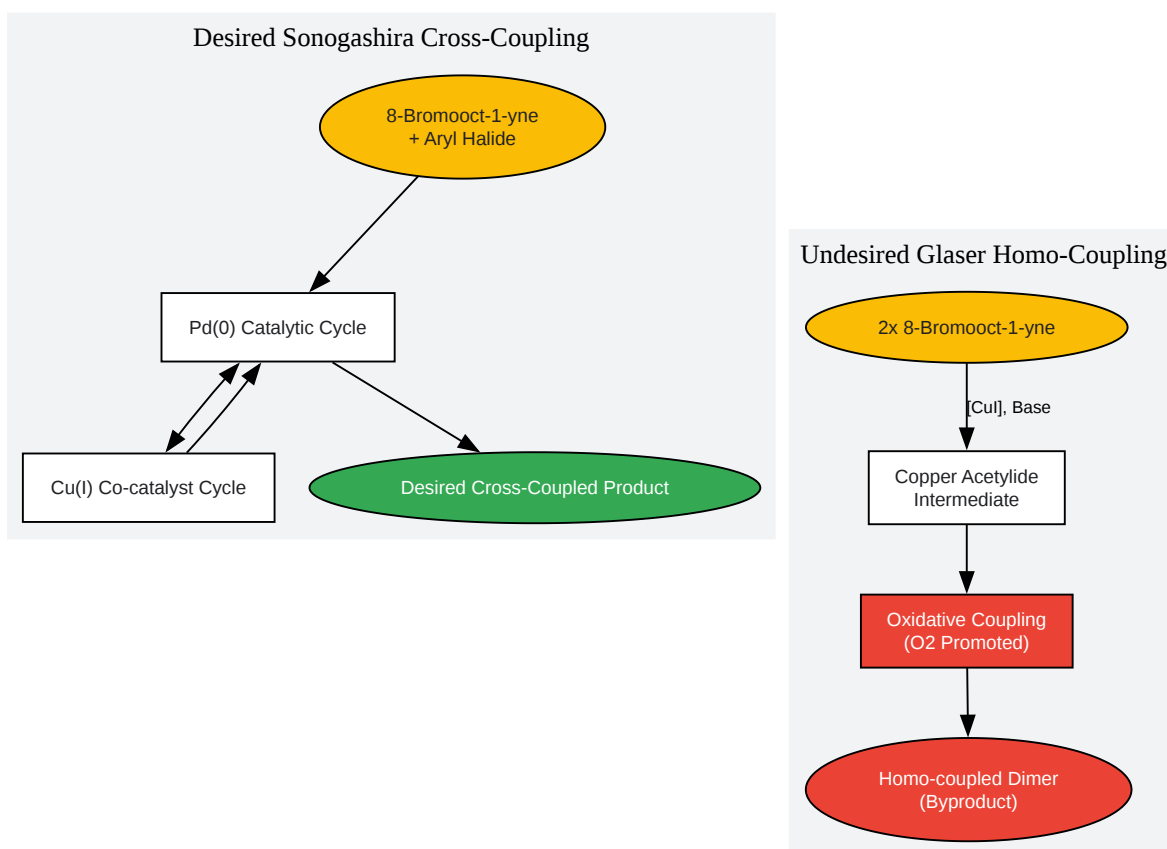 Desired Sonogashira Cross-Coupling
8-Bromooct-1-yne
+ Aryl Halide
Pd(0) Catalytic Cycle
Cu(I) Co-catalyst Cycle
Desired Cross-Coupled Product
Undesired Glaser Homo-Coupling
2x 8-Bromooct-1-yne
[CuI], Base
Copper Acetylide
Intermediate
Oxidative Coupling
(O2 Promoted)
Homo-coupled Dimer
(Byproduct)